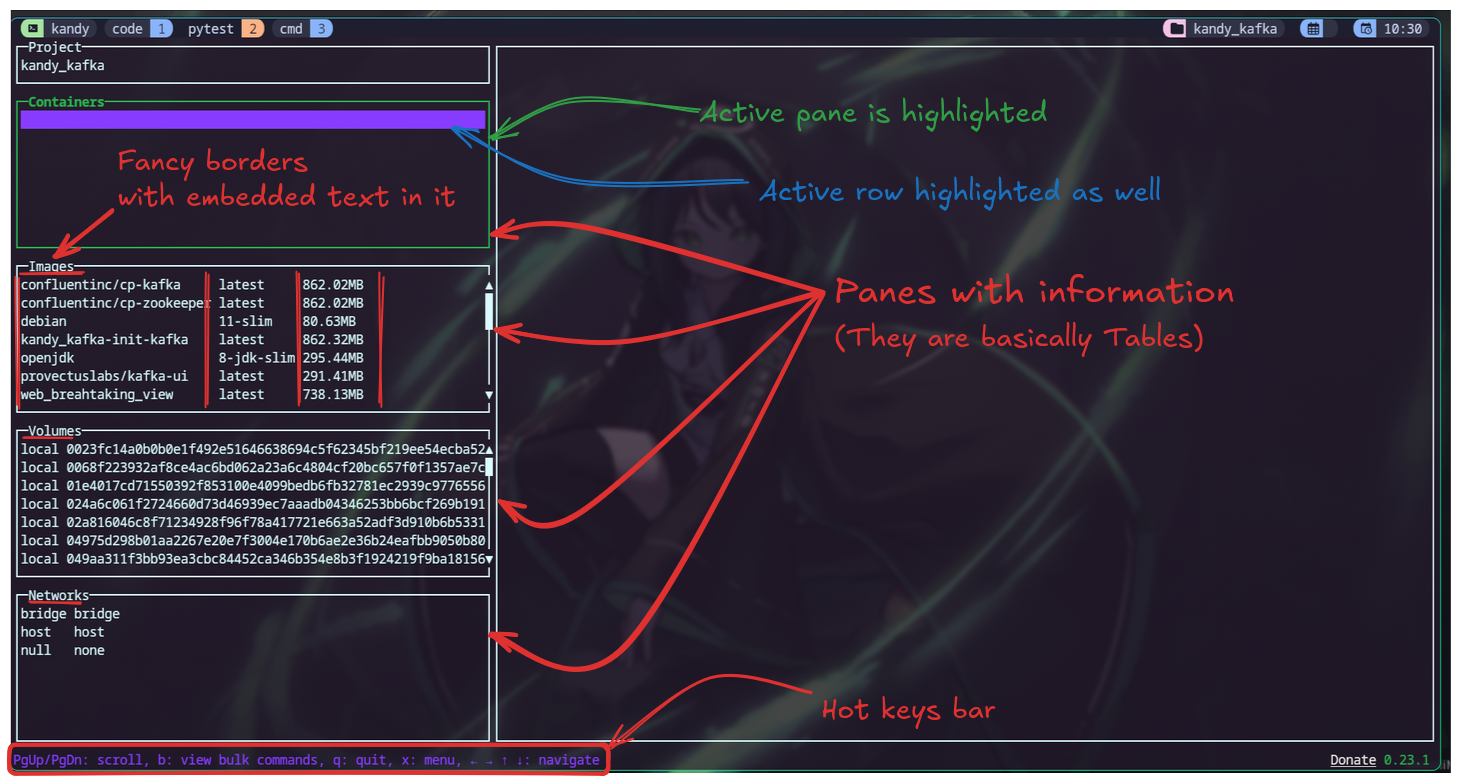 kandy code 1 pytest 2 cmd 3 kandy_kafka 10:30
Project
kandy_kafka
Containers
Active pane is highlighted
Fancy borders
with embedded text in it
Active row highlighted as well
Images
confluentinc/cp-kafka latest 862.02MB
confluentinc/cp-zookeeper latest 862.02MB
debian 11-slim 80.63MB
kandy_kafka-init-kafka latest 862.32MB
openjdk 8-jdk-slim 295.44MB
provectuslabs/kafka-ui latest 291.41MB
web_breahtaking_view latest 738.13MB
Panes with information
(They are basically Tables)
Volumes
local 0023fc14a0b0b0e1f492e51646638694c5f62345bf219ee54ecba52
local 0068f223932af8ce4ac6bd062a23a6c4804cf20bc657f0f1357ae7c
local 01e4017cd71550392f853100e4099bedb6fb32781ec2939c9776556
local 024a6c061f2724660d73d46939ec7aaadb04346253bb6bcf269b191
local 02a816046c8f71234928f96f78a417721e663a52adf3d910b6b5331
local 04975d298b01aa2267e20e7f3004e170b6ae2e36b24eafbb9050b80
local 049aa311f3bb93ea3cbc84452ca346b354e8b3f1924219f9ba18156
Networks
bridge bridge
host host
null none
Hot keys bar
PgUp/PgDn: scroll, b: view bulk commands, q: quit, x: menu, ← → ↑ ↓: navigate
Donate 0.23.1